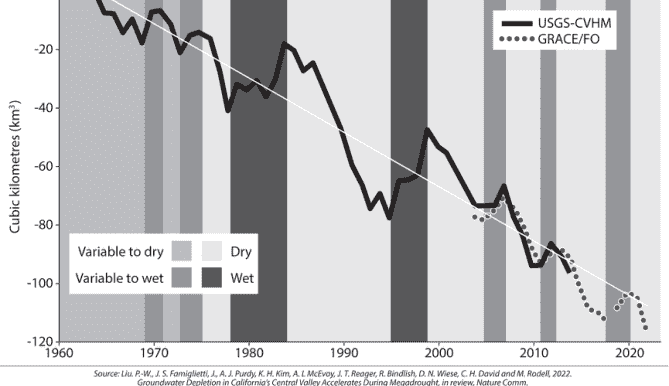 -20
-40
-60
-80
-100
-120
Cubic kilometres (km³)
USGS-CVHM
GRACE/FO
Variable to dry
Dry
Variable to wet
Wet
1960 1970 1980 1990 2000 2010 2020
Source: Liu. P.-W., J. S. Famiglietti, J., A. J. Purdy, K. H. Kim, A. L McEvoy, J. T. Reager, R. Bindlish, D. N. Wiese, C. H. David and M. Rodell, 2022.
Groundwater Depletion in California's Central Valley Accelerates During Megadrought, in review, Nature Comm.